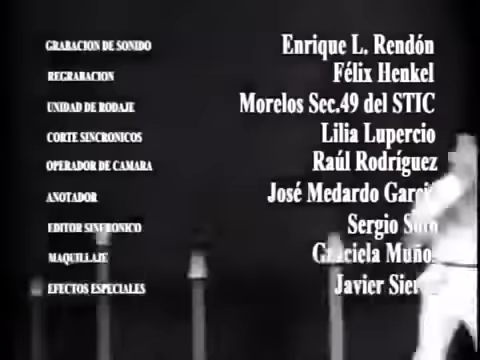 GRABACION DE SONIDO Enrique L. Rendón
REGRABACION Félix Henkel
UNIDAD DE RODAJE Morelos Sec.49 del STIC
CORTE SINCRONICOS Lilia Lupercio
OPERADOR DE CAMARA Raúl Rodríguez
ANOTADOR José Medardo
EDITOR SINCRONICO Sergio
MAQUILLAJE Graciela
EFECTOS ESPECIALES Javier